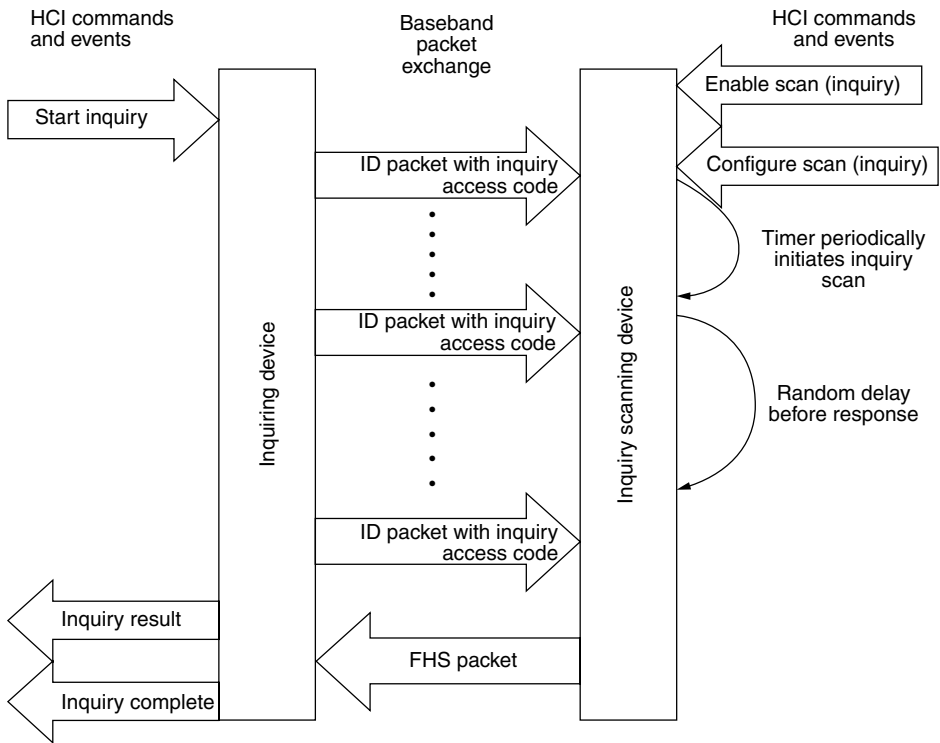 HCI commands
and events
Baseband
packet
exchange
HCI commands
and events
Enable scan (inquiry)
Start inquiry
Configure scan (inquiry)
ID packet with inquiry
access code
Timer periodically
initiates inquiry
scan
ID packet with inquiry
access code
Inquiring device
Inquiry scanning device
Random delay
before response
ID packet with inquiry
access code
Inquiry result
FHS packet
Inquiry complete